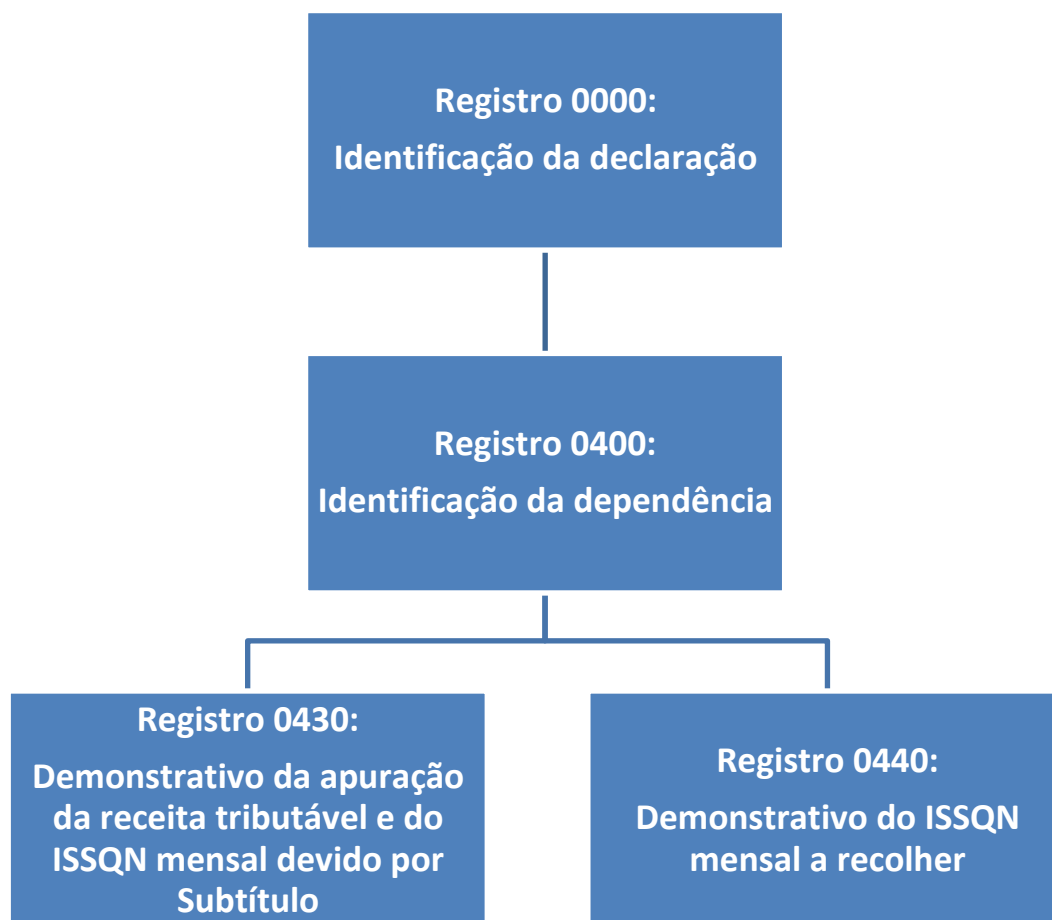 Registro 0000:
Identificação da declaração
Registro 0400:
Identificação da dependência
Registro 0430:
Demonstrativo da apuração
da receita tributável e do
ISSQN mensal devido por
Subtítulo
Registro 0440:
Demonstrativo do ISSQN
mensal a recolher